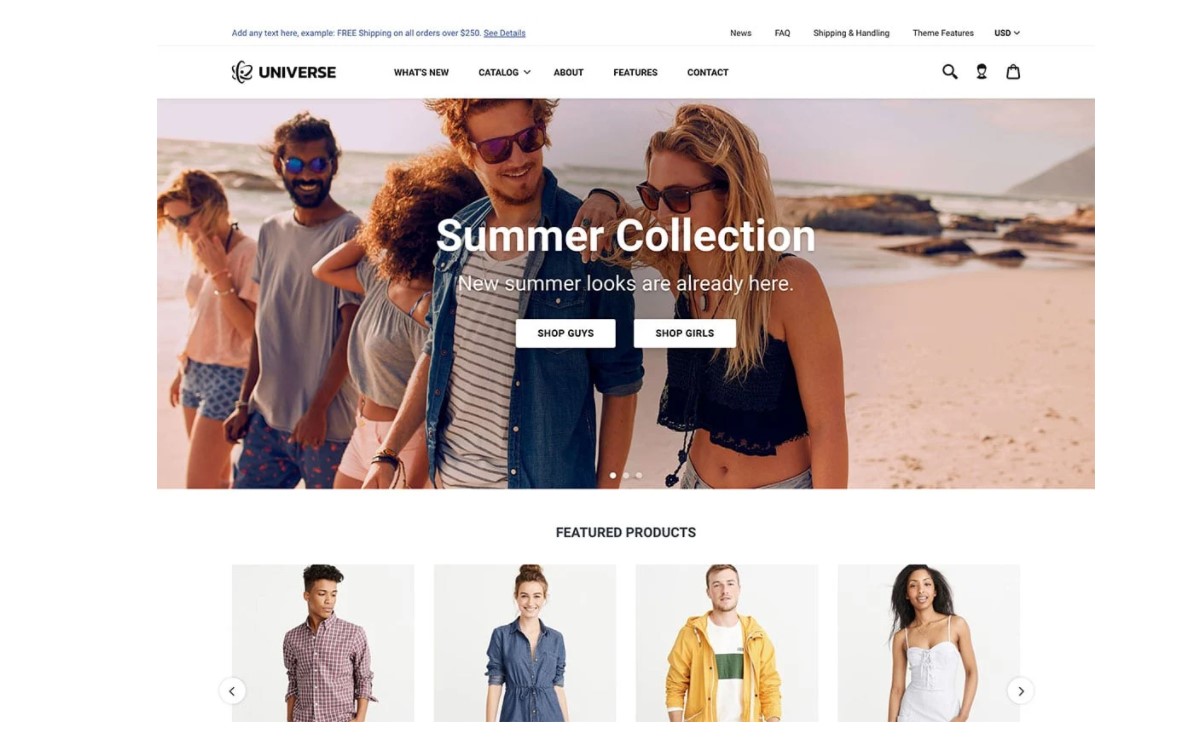 Add any text here, example: FREE Shipping on all orders over $250. See Details
News FAQ Shipping & Handling Theme Features USD
UNIVERSE WHAT'S NEW CATALOG ABOUT FEATURES CONTACT
Summer Collection
New summer looks are already here.
SHOP GUYS SHOP GIRLS
FEATURED PRODUCTS